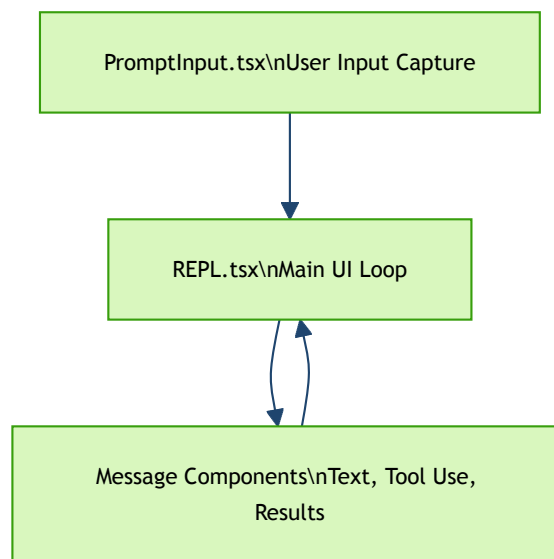 PromptInput.tsx\nUser Input Capture
REPL.tsx\nMain UI Loop
Message Components\nText, Tool Use,
Results